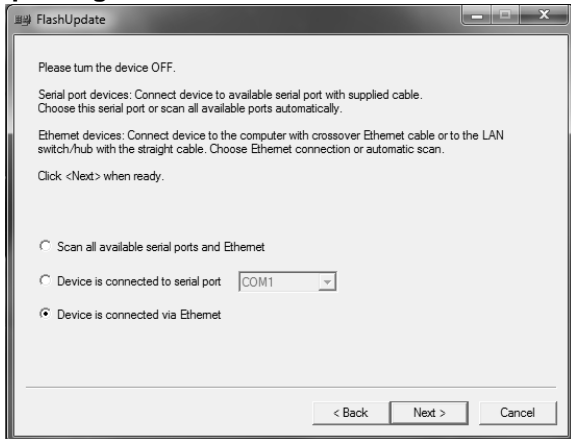 FlashUpdate
Please turn the device OFF.
Serial port devices: Connect device to available serial port with supplied cable.
Choose this serial port or scan all available ports automatically.
Ethernet devices: Connect device to the computer with crossover Ethernet cable or to the LAN
switch/hub with the straight cable. Choose Ethernet connection or automatic scan.
Click <Next> when ready.
Scan all available serial ports and Ethernet
Device is connected to serial port COM1
Device is connected via Ethernet
< Back Next > Cancel